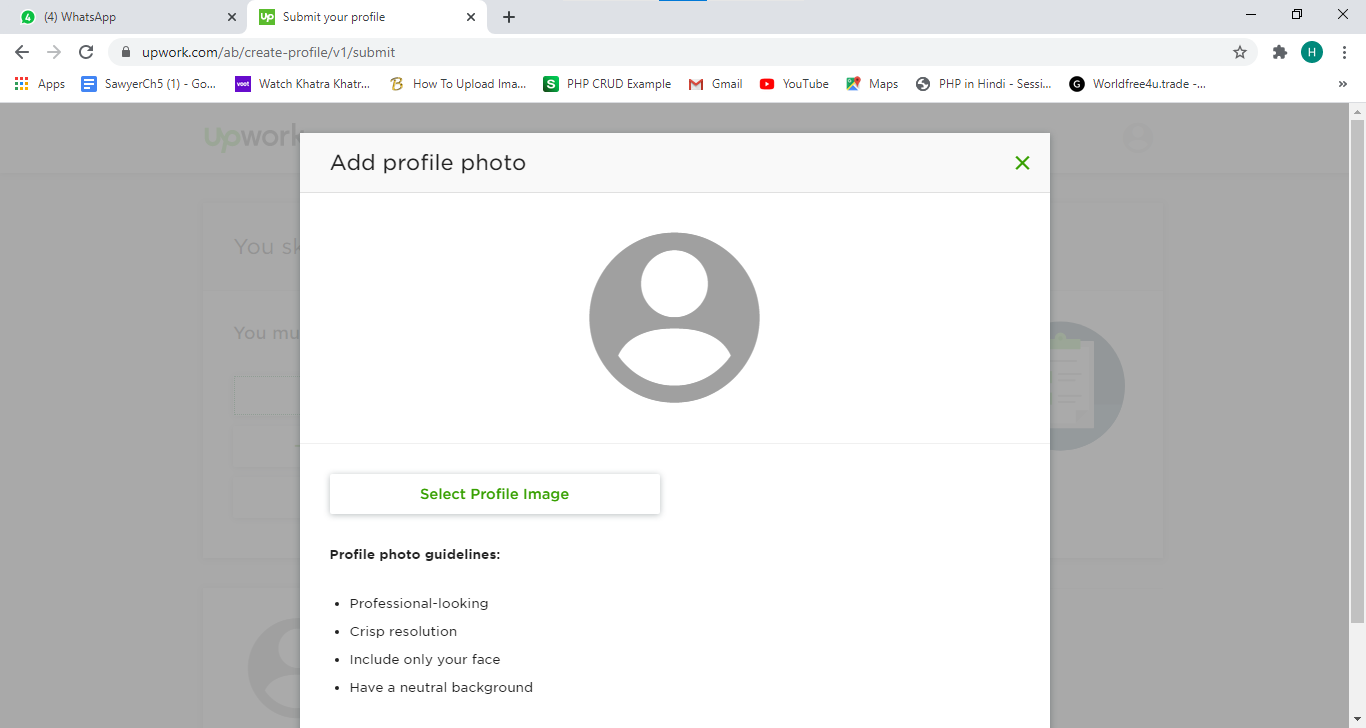 4 (4) WhatsApp
Up Submit your profile
upwork.com/ab/create-profile/v1/submit
H
Apps SawyerCh5 (1) - Go... voot Watch Khatra Khatr... B How To Upload Ima... S PHP CRUD Example Gmail YouTube Maps PHP in Hindi - Sessi... G Worldfree4u.trade -... »
Upwork
Add profile photo
You sk
You mu
Select Profile Image
Profile photo guidelines:
• Professional-looking
• Crisp resolution
• Include only your face
• Have a neutral background